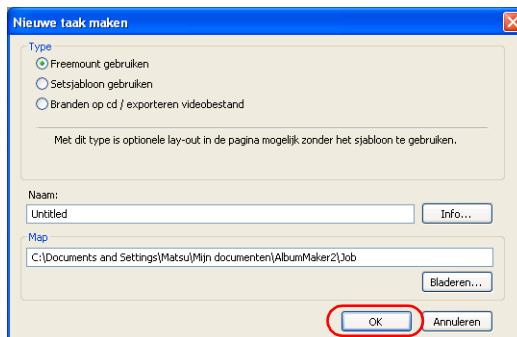 Nieuwe taak maken
Type
Freemount gebruiken
Setsjabloon gebruiken
Branden op cd / exporteren videobestand
Met dit type is optionele lay-out in de pagina mogelijk zonder het sjabloon te gebruiken.
Naam:
Untitled
Info...
Map
C:\Documents and Settings\Matsu\Mijn documenten\AlbumMaker2\Job
Bladeren...
OK Annuleren